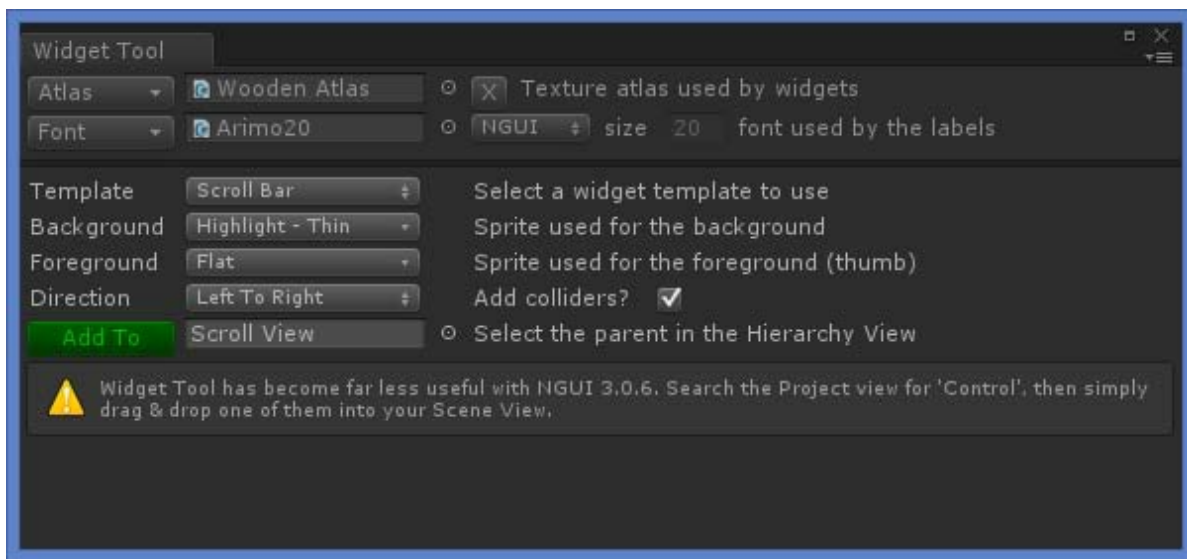 Widget Tool
Atlas Wooden Atlas X Texture atlas used by widgets
Font Arimo20 NGUI size 20 font used by the labels
Template Scroll Bar Select a widget template to use
Background Highlight - Thin Sprite used for the background
Foreground Flat Sprite used for the foreground (thumb)
Direction Left To Right Add colliders?
Add To Scroll View Select the parent in the Hierarchy View
Widget Tool has become far less useful with NGUI 3.0.6. Search the Project view for 'Control', then simply
drag & drop one of them into your Scene View.